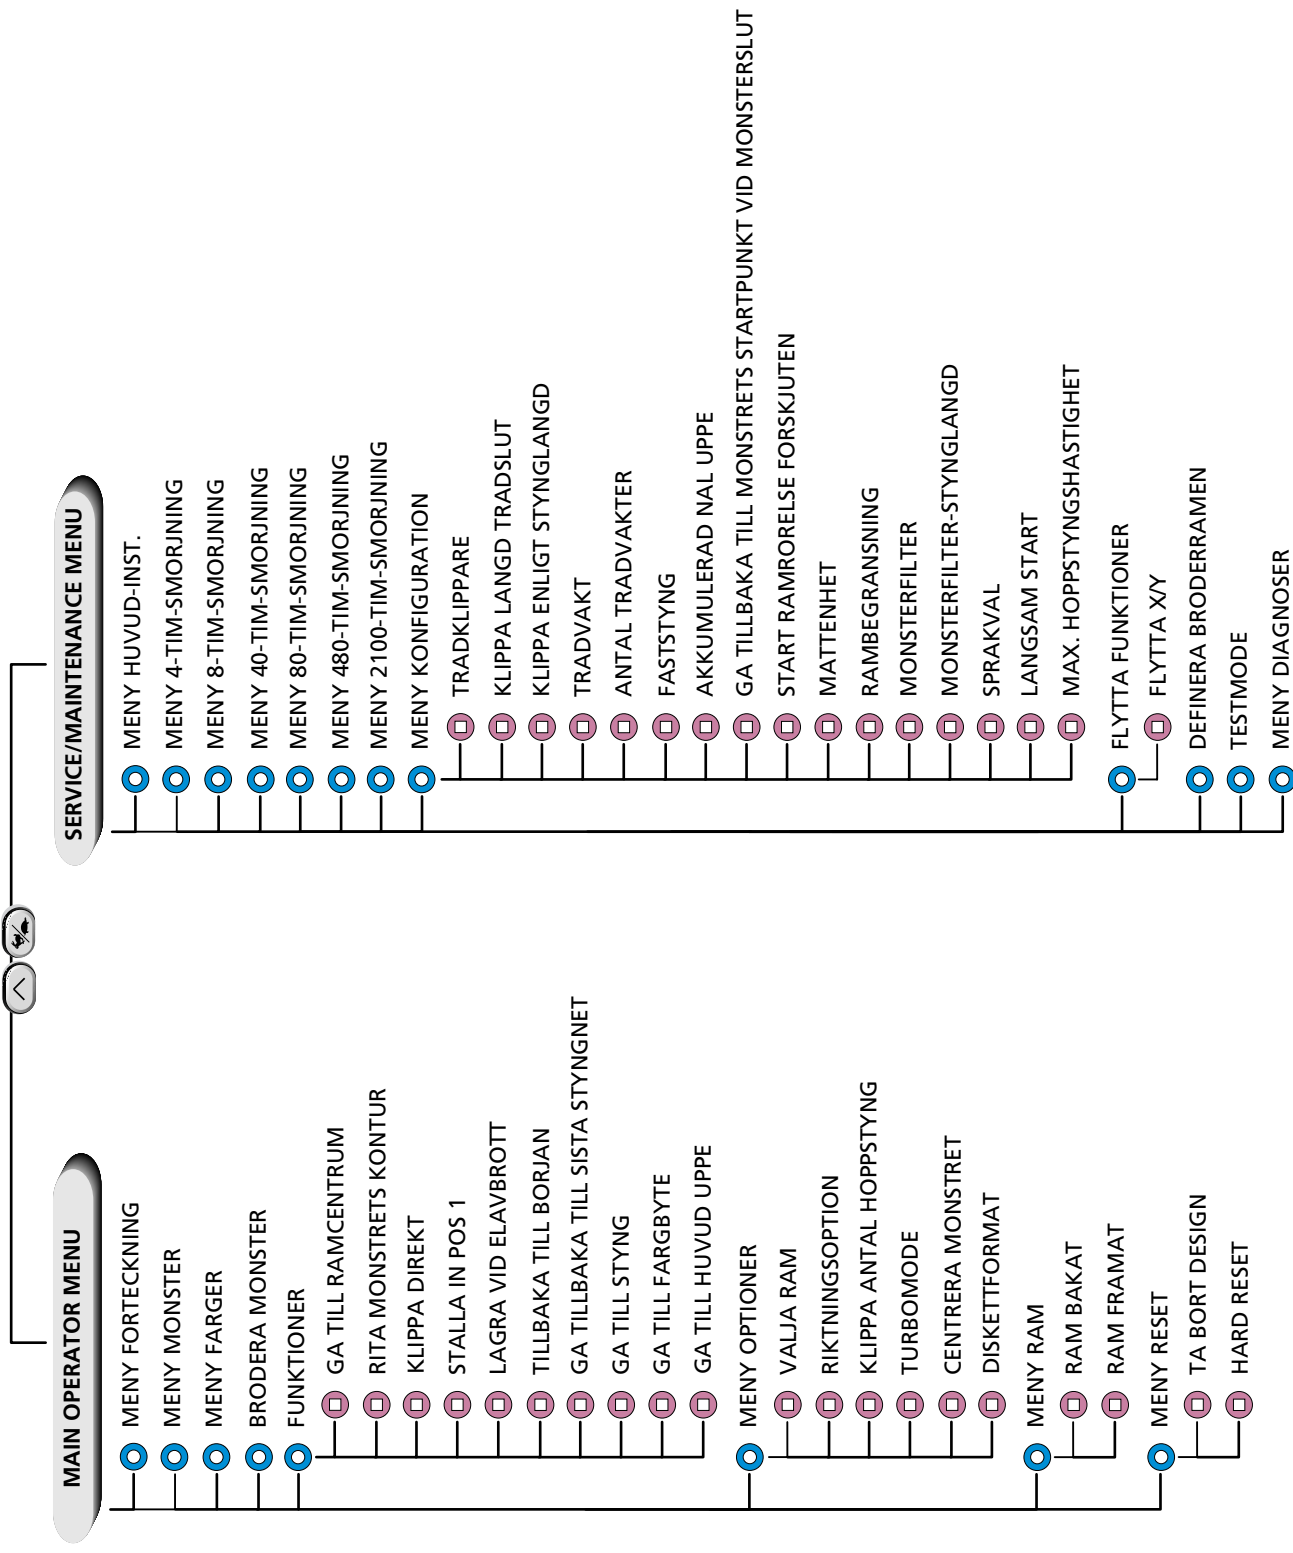 MAIN OPERATOR MENU
MENY FORTECKNING
MENY MONSTER
MENY FARGER
BRODERA MONSTER
FUNKTIONER
GA TILL RAMCENTRUM
RITA MONSTRETS KONTUR
KLIPPA DIREKT
STALLA IN POS 1
LAGRA VID ELAVBROTT
TILLBAKA TILL BORJAN
GA TILLBAKA TILL SISTA STYNGNET
GA TILL STYNG
GA TILL FARGBYTE
GA TILL HUVUD UPPE
MENY OPTIONER
VALJA RAM
RIKTNINGSOPTION
KLIPPA ANTAL HOPPSTYNG
TURBOMODE
CENTRERA MONSTRET
DISKETTFORMAT
MENY RAM
RAM BAKAT
RAM FRAMAT
MENY RESET
TA BORT DESIGN
HARD RESET
SERVICE/MAINTENANCE MENU
MENY HUVUD-INST.
MENY 4-TIM-SMORJNING
MENY 8-TIM-SMORJNING
MENY 40-TIM-SMORJNING
MENY 80-TIM-SMORJNING
MENY 480-TIM-SMORJNING
MENY 2100-TIM-SMORJNING
MENY KONFIGURATION
TRADKLIPPARE
KLIPPA LANGD TRADSLUT
KLIPPA ENLIGT STYNGLANGD
TRADVAKT
ANTAL TRADVAKTER
FASTSTYNG
AKKUMULERAD NAL UPPE
GA TILLBAKA TILL MONSTRETS STARTPUNKT VID MONSTERSLUT
START RAMRORELSE FORSKJUTEN
MATTENHET
RAMBEGRANSNING
MONSTERFILTER
MONSTERFILTER-STYNGLANGD
SPRAKVAL
LANGSAM START
MAX. HOPPSTYNGSHASTIGHET
FLYTTA FUNKTIONER
FLYTTA X/Y
DEFINERA BRODERRAMEN
TESTMODE
MENY DIAGNOSER